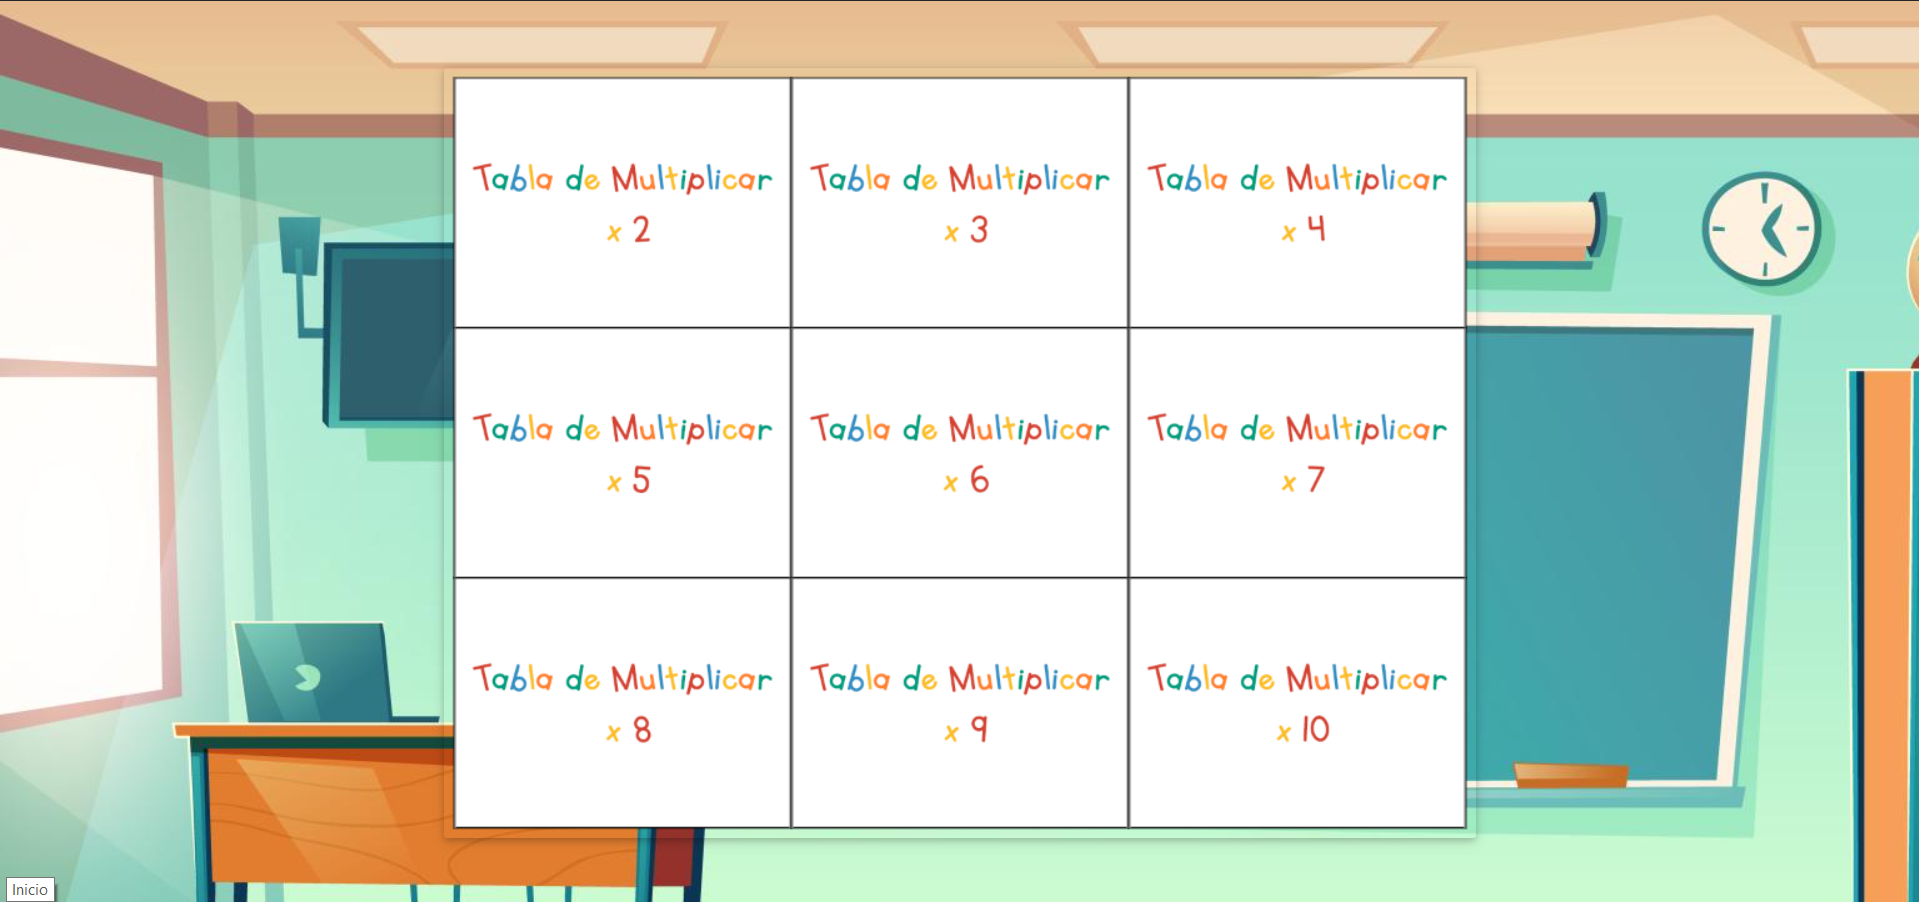 Tabla de Multiplicar
x 2
Tabla de Multiplicar
x 3
Tabla de Multiplicar
x 4
Tabla de Multiplicar
x 5
Tabla de Multiplicar
x 6
Tabla de Multiplicar
x 7
Tabla de Multiplicar
x 8
Tabla de Multiplicar
x 9
Tabla de Multiplicar
x 10
Inicio